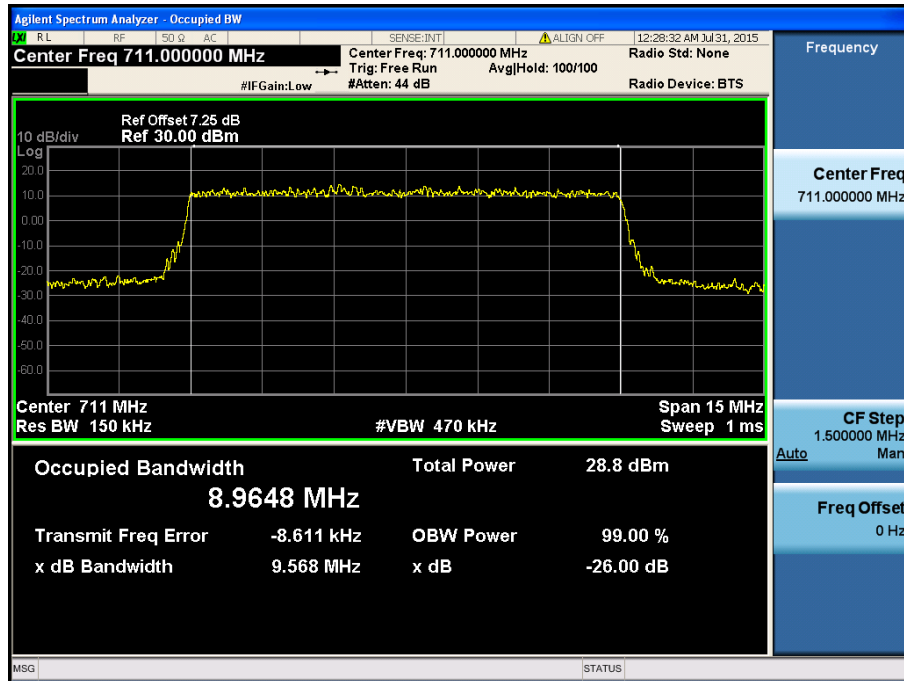 Agilent Spectrum Analyzer - Occupied BW
LXI RL RF 50 Ω AC SENSE:INT ALIGN OFF 12:28:32 AM Jul 31, 2015
Center Freq 711.000000 MHz
Center Freq: 711.000000 MHz Radio Std: None
Trig: Free Run Avg|Hold: 100/100
#IFGain:Low #Atten: 44 dB Radio Device: BTS
Ref Offset 7.25 dB
10 dB/div Ref 30.00 dBm
Log
20.0
10.0
0.00
-10.0
-20.0
-30.0
-40.0
-50.0
-60.0
Center 711 MHz Span 15 MHz
Res BW 150 kHz #VBW 470 kHz Sweep 1 ms
Occupied Bandwidth Total Power 28.8 dBm
8.9648 MHz
Transmit Freq Error -8.611 kHz OBW Power 99.00 %
x dB Bandwidth 9.568 MHz x dB -26.00 dB
MSG STATUS
Frequency
Center Freq
711.000000 MHz
CF Step
1.500000 MHz
Auto Man
Freq Offset
0 Hz